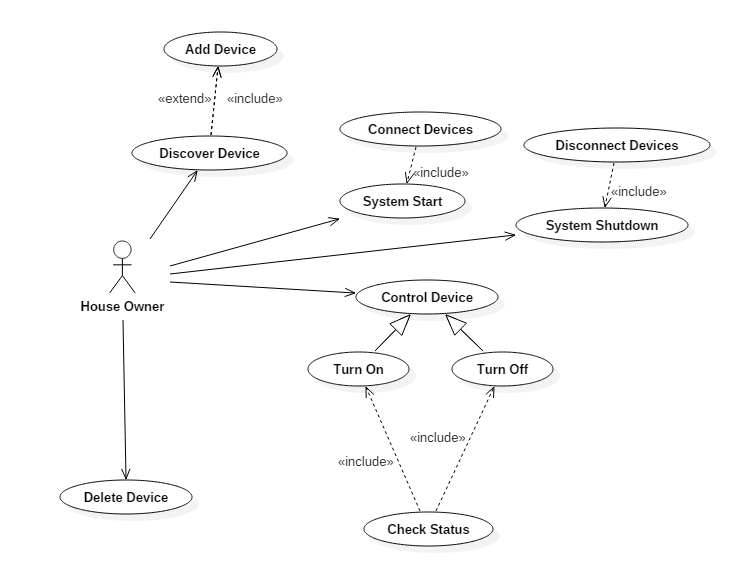 Add Device
«extend»
«include»
Discover Device
Connect Devices
«include»
System Start
Disconnect Devices
«include»
System Shutdown
House Owner
Control Device
Turn On
Turn Off
«include»
«include»
Delete Device
Check Status